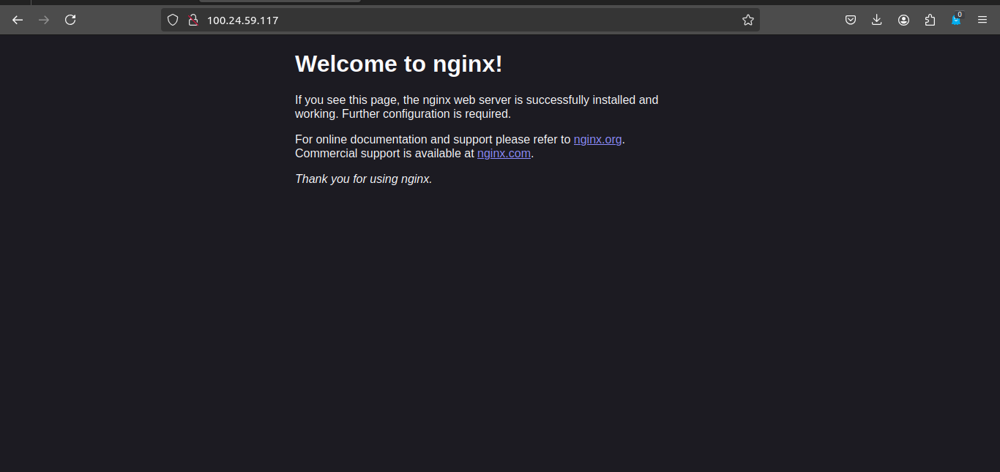 100.24.59.117
0
Welcome to nginx!
If you see this page, the nginx web server is successfully installed and
working. Further configuration is required.
For online documentation and support please refer to nginx.org.
Commercial support is available at nginx.com.
Thank you for using nginx.